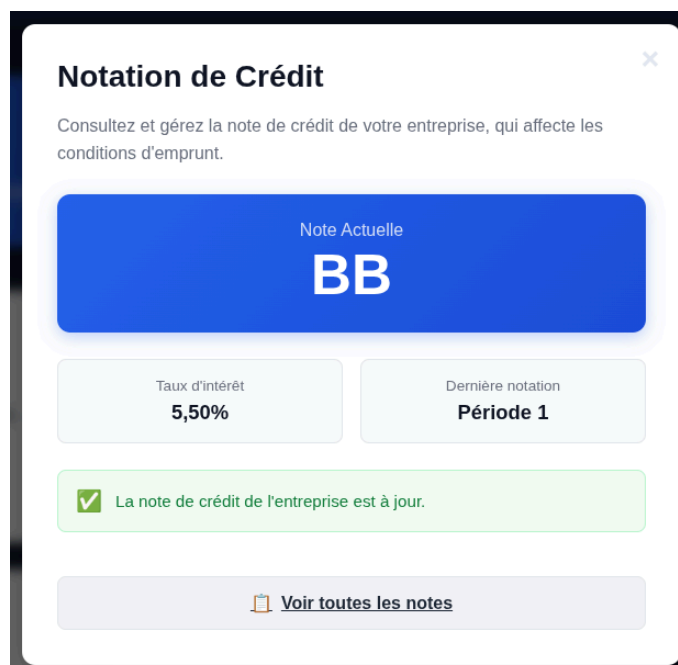 Notation de Crédit
Consultez et gérez la note de crédit de votre entreprise, qui affecte les
conditions d'emprunt.
Note Actuelle
BB
Taux d'intérêt
5,50%
Dernière notation
Période 1
La note de crédit de l'entreprise est à jour.
Voir toutes les notes